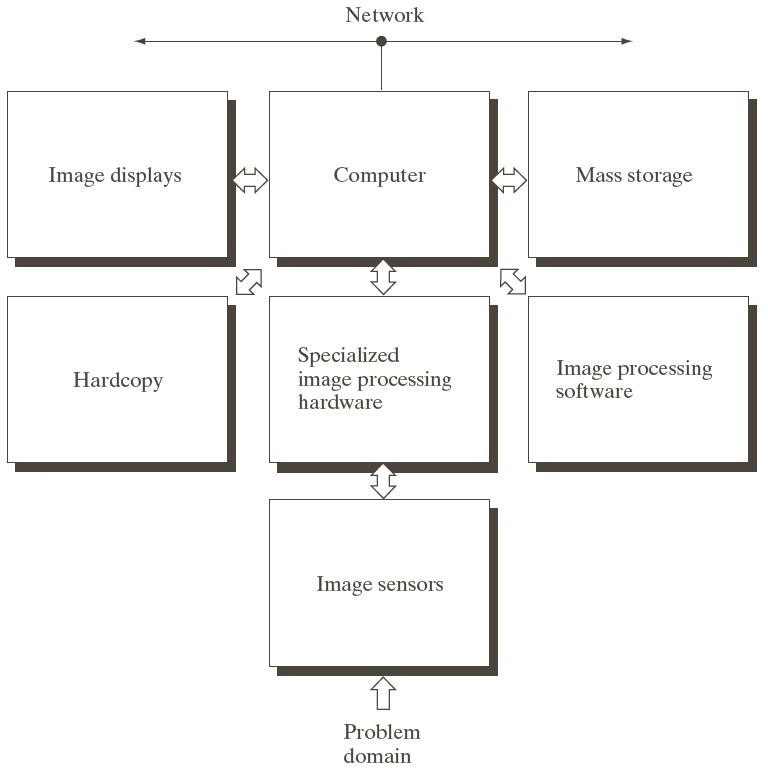 Network
Image displays
Computer
Mass storage
Hardcopy
Specialized
image processing
hardware
Image processing
software
Image sensors
Problem
domain